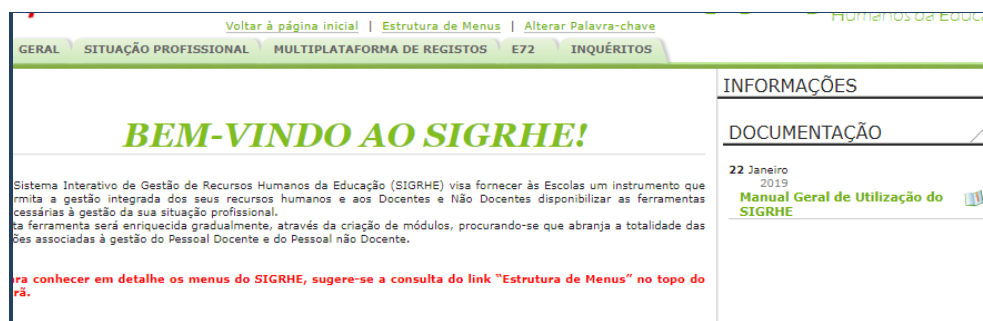 Humanos da Educa
Voltar à página inicial | Estrutura de Menus | Alterar Palavra-chave
GERAL SITUAÇÃO PROFISSIONAL MULTIPLATAFORMA DE REGISTOS E72 INQUÉRITOS
BEM-VINDO AO SIGRHE!
Sistema Interativo de Gestão de Recursos Humanos da Educação (SIGRHE) visa fornecer às Escolas um instrumento que
rmita a gestão integrada dos seus recursos humanos e aos Docentes e Não Docentes disponibilizar as ferramentas
cessárias à gestão da sua situação profissional.
ta ferramenta será enriquecida gradualmente, através da criação de módulos, procurando-se que abranja a totalidade das
ões associadas à gestão do Pessoal Docente e do Pessoal não Docente.
ra conhecer em detalhe os menus do SIGRHE, sugere-se a consulta do link “Estrutura de Menus” no topo do
rã.
INFORMAÇÕES
DOCUMENTAÇÃO
22 Janeiro
2019
Manual Geral de Utilização do
SIGRHE